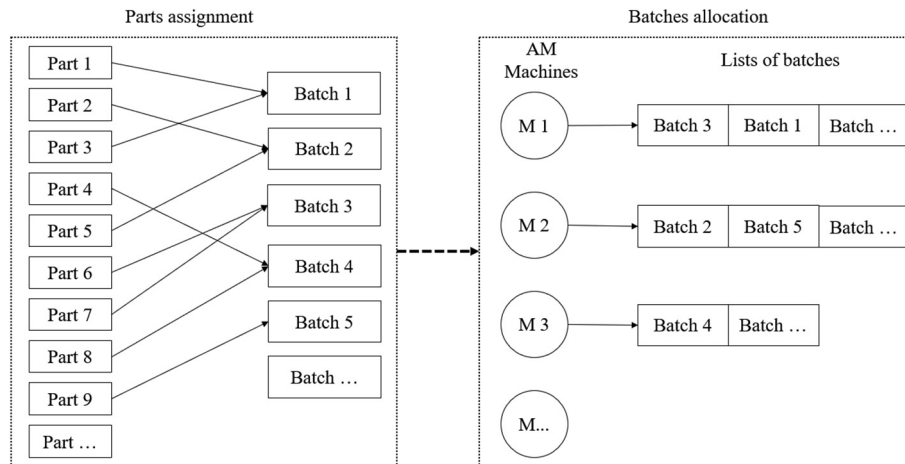 Parts assignment
Part 1
Part 2
Part 3
Part 4
Part 5
Part 6
Part 7
Part 8
Part 9
Part …
Batch 1
Batch 2
Batch 3
Batch 4
Batch 5
Batch …
Batches allocation
AM
Machines
Lists of batches
M 1
Batch 3 Batch 1 Batch …
M 2
Batch 2 Batch 5 Batch …
M 3
Batch 4 Batch …
M...